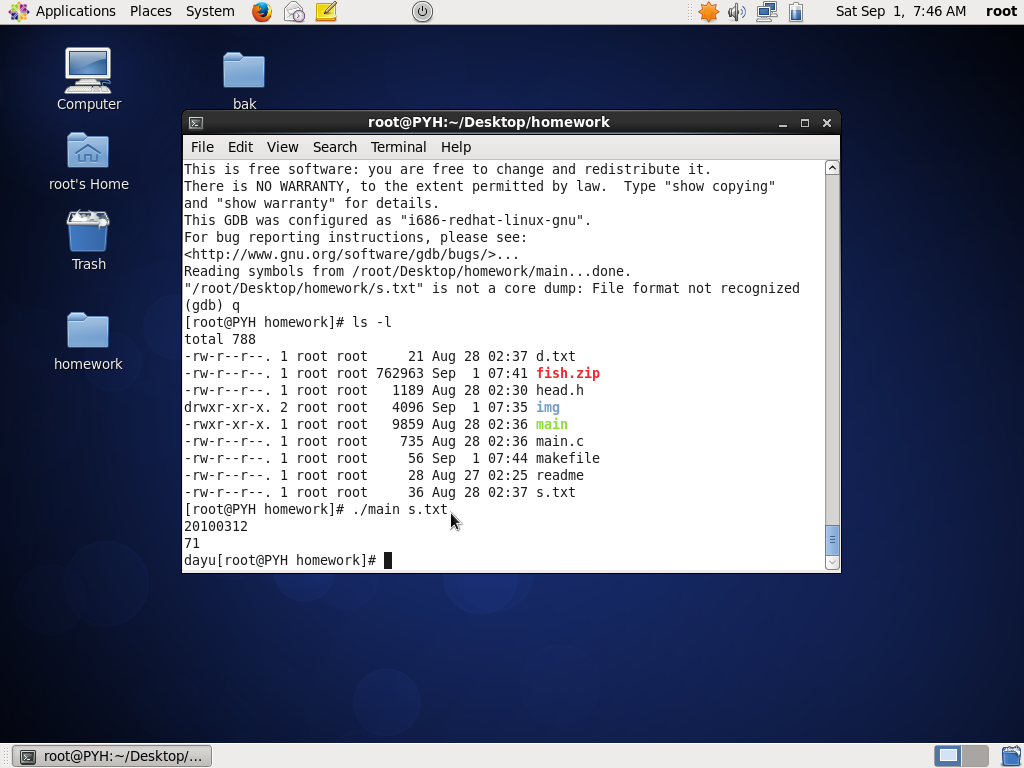 Applications Places System Sat Sep 1, 7:46 AM root
Computer
bak
root's Home
Trash
homework
root@PYH:~/Desktop/homework
File Edit View Search Terminal Help
This is free software: you are free to change and redistribute it.
There is NO WARRANTY, to the extent permitted by law.  Type "show copying"
and "show warranty" for details.
This GDB was configured as "i686-redhat-linux-gnu".
For bug reporting instructions, please see:
<http://www.gnu.org/software/gdb/bugs/>...
Reading symbols from /root/Desktop/homework/main...done.
"/root/Desktop/homework/s.txt" is not a core dump: File format not recognized
(gdb) q
[root@PYH homework]# ls -l
total 788
-rw-r--r--. 1 root root     21 Aug 28 02:37 d.txt
-rw-r--r--. 1 root root 762963 Sep  1 07:41 fish.zip
-rw-r--r--. 1 root root   1189 Aug 28 02:30 head.h
drwxr-xr-x. 2 root root   4096 Sep  1 07:35 img
-rwxr-xr-x. 1 root root   9859 Aug 28 02:36 main
-rw-r--r--. 1 root root    735 Aug 28 02:36 main.c
-rw-r--r--. 1 root root     56 Sep  1 07:44 makefile
-rw-r--r--. 1 root root     28 Aug 27 02:25 readme
-rw-r--r--. 1 root root     36 Aug 28 02:37 s.txt
[root@PYH homework]# ./main s.txt
20100312
71
dayu[root@PYH homework]#
root@PYH:~/Desktop/...